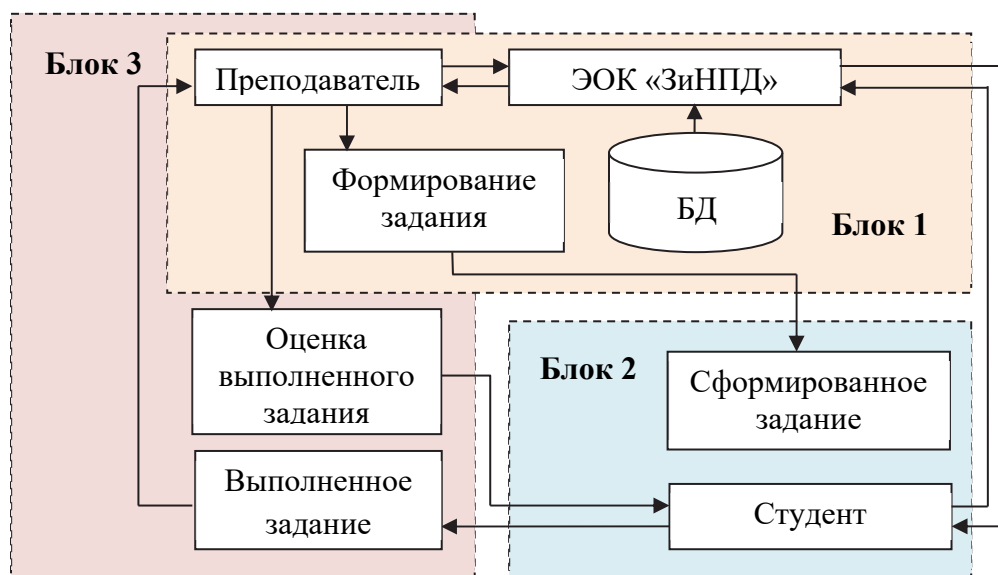 Блок 3
Преподаватель
ЭОК «ЗиНПД»
Формирование
задания
БД
Блок 1
Оценка
выполненного
задания
Блок 2
Сформированное
задание
Выполненное
задание
Студент